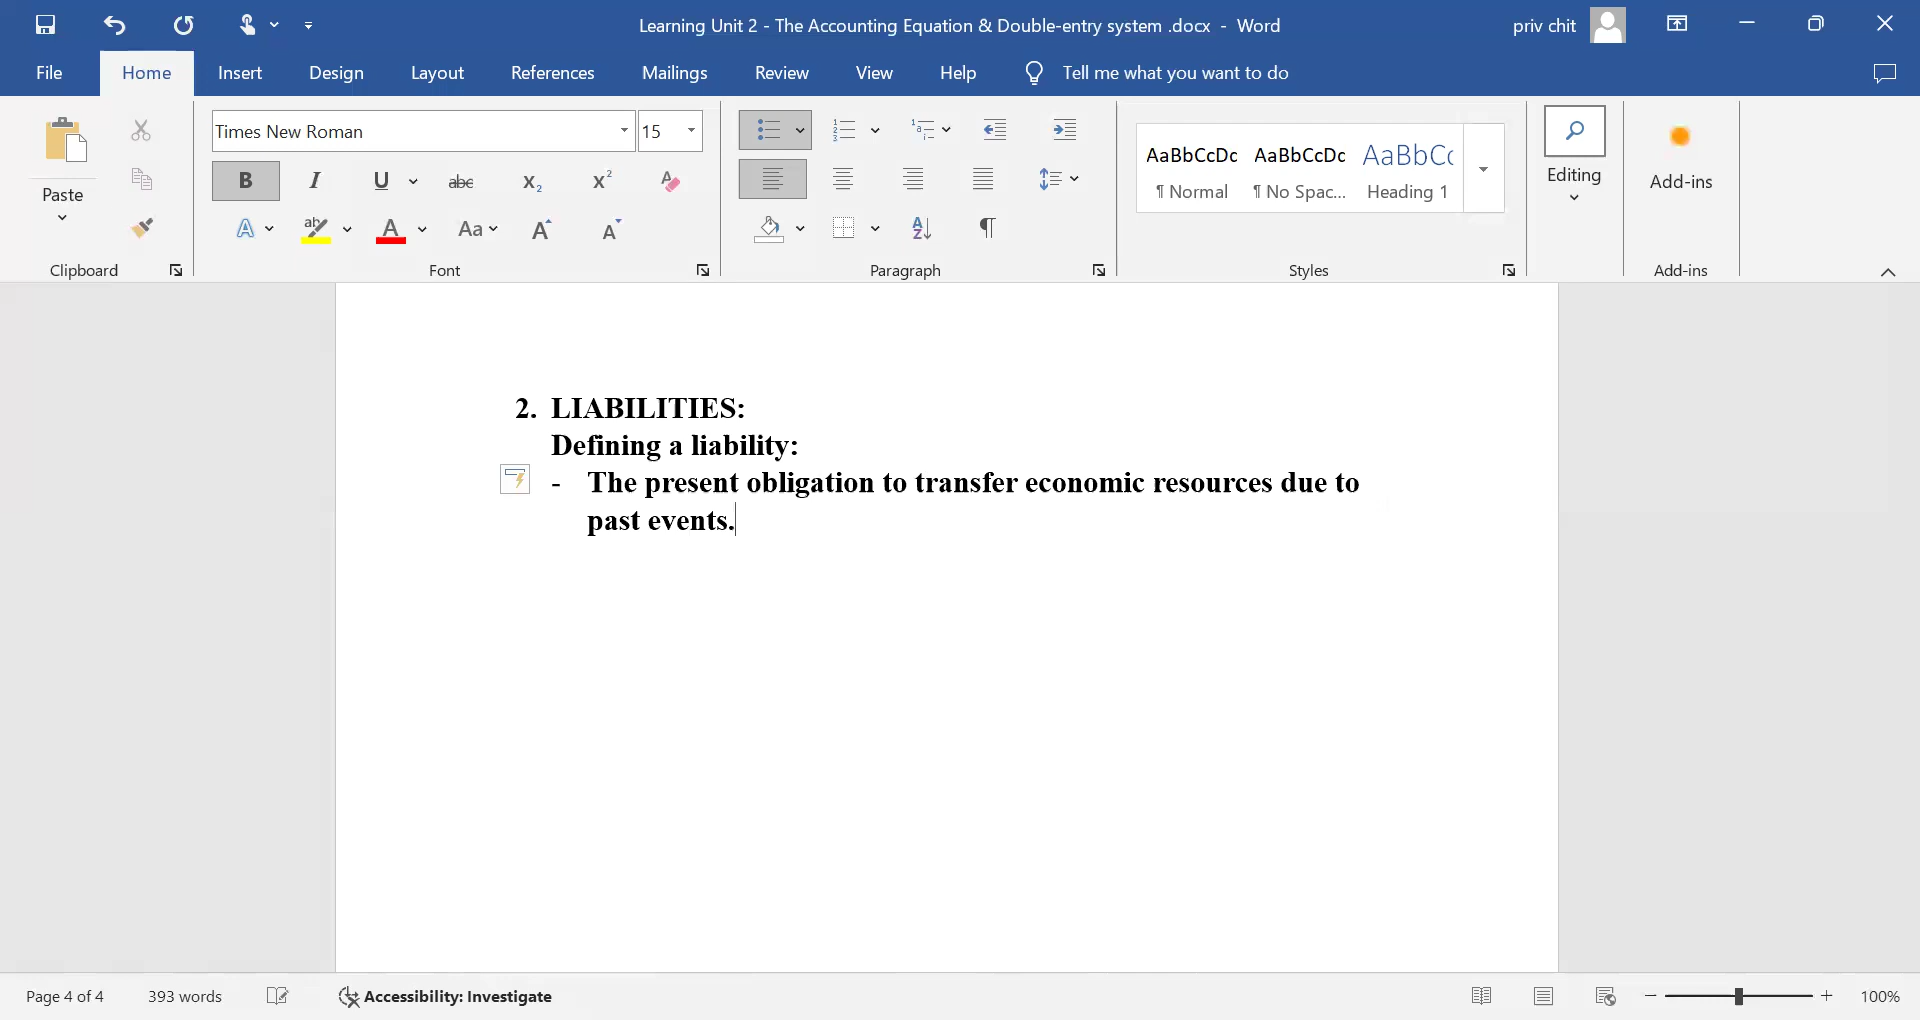 Learning Unit 2 - The Accounting Equation & Double-entry system .docx - Word
priv chit
File Home Insert Design Layout References Mailings Review View Help Tell me what you want to do
Paste
Clipboard
Times New Roman 15
B I U abc X₂ X² A
A ab A Aa A A
Font
Paragraph
AaBbCcDc AaBbCcDc AaBbCc
¶ Normal ¶ No Spac... Heading 1
Styles
Editing
Add-ins
Add-ins
2. LIABILITIES:
Defining a liability:
- The present obligation to transfer economic resources due to
past events.
Page 4 of 4 393 words Accessibility: Investigate 100%